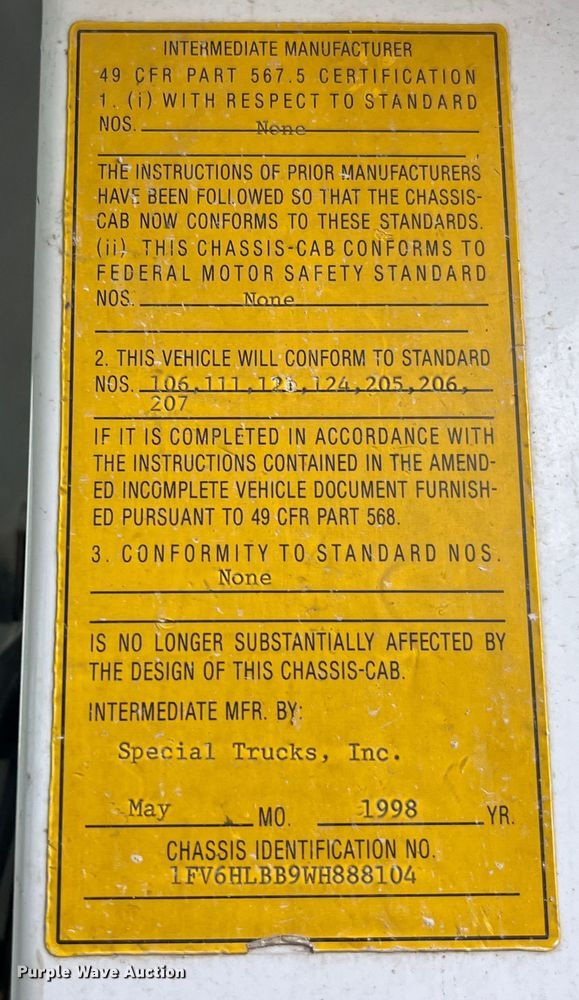 INTERMEDIATE MANUFACTURER
49 CFR PART 567.5 CERTIFICATION
1. (i) WITH RESPECT TO STANDARD
NOS. None
THE INSTRUCTIONS OF PRIOR MANUFACTURERS
HAVE BEEN FOLLOWED SO THAT THE CHASSIS-
CAB NOW CONFORMS TO THESE STANDARDS.
(ii) THIS CHASSIS-CAB CONFORMS TO
FEDERAL MOTOR SAFETY STANDARD
NOS. None
2. THIS VEHICLE WILL CONFORM TO STANDARD
NOS. 106,111,121,124,205,206,
207
IF IT IS COMPLETED IN ACCORDANCE WITH
THE INSTRUCTIONS CONTAINED IN THE AMEND-
ED INCOMPLETE VEHICLE DOCUMENT FURNISH-
ED PURSUANT TO 49 CFR PART 568.
3. CONFORMITY TO STANDARD NOS.
None
IS NO LONGER SUBSTANTIALLY AFFECTED BY
THE DESIGN OF THIS CHASSIS-CAB.
INTERMEDIATE MFR. BY:
Special Trucks, Inc.
May MO. 1998 YR.
CHASSIS IDENTIFICATION NO.
1FV6HLBB9WH888104
Purple Wave Auction